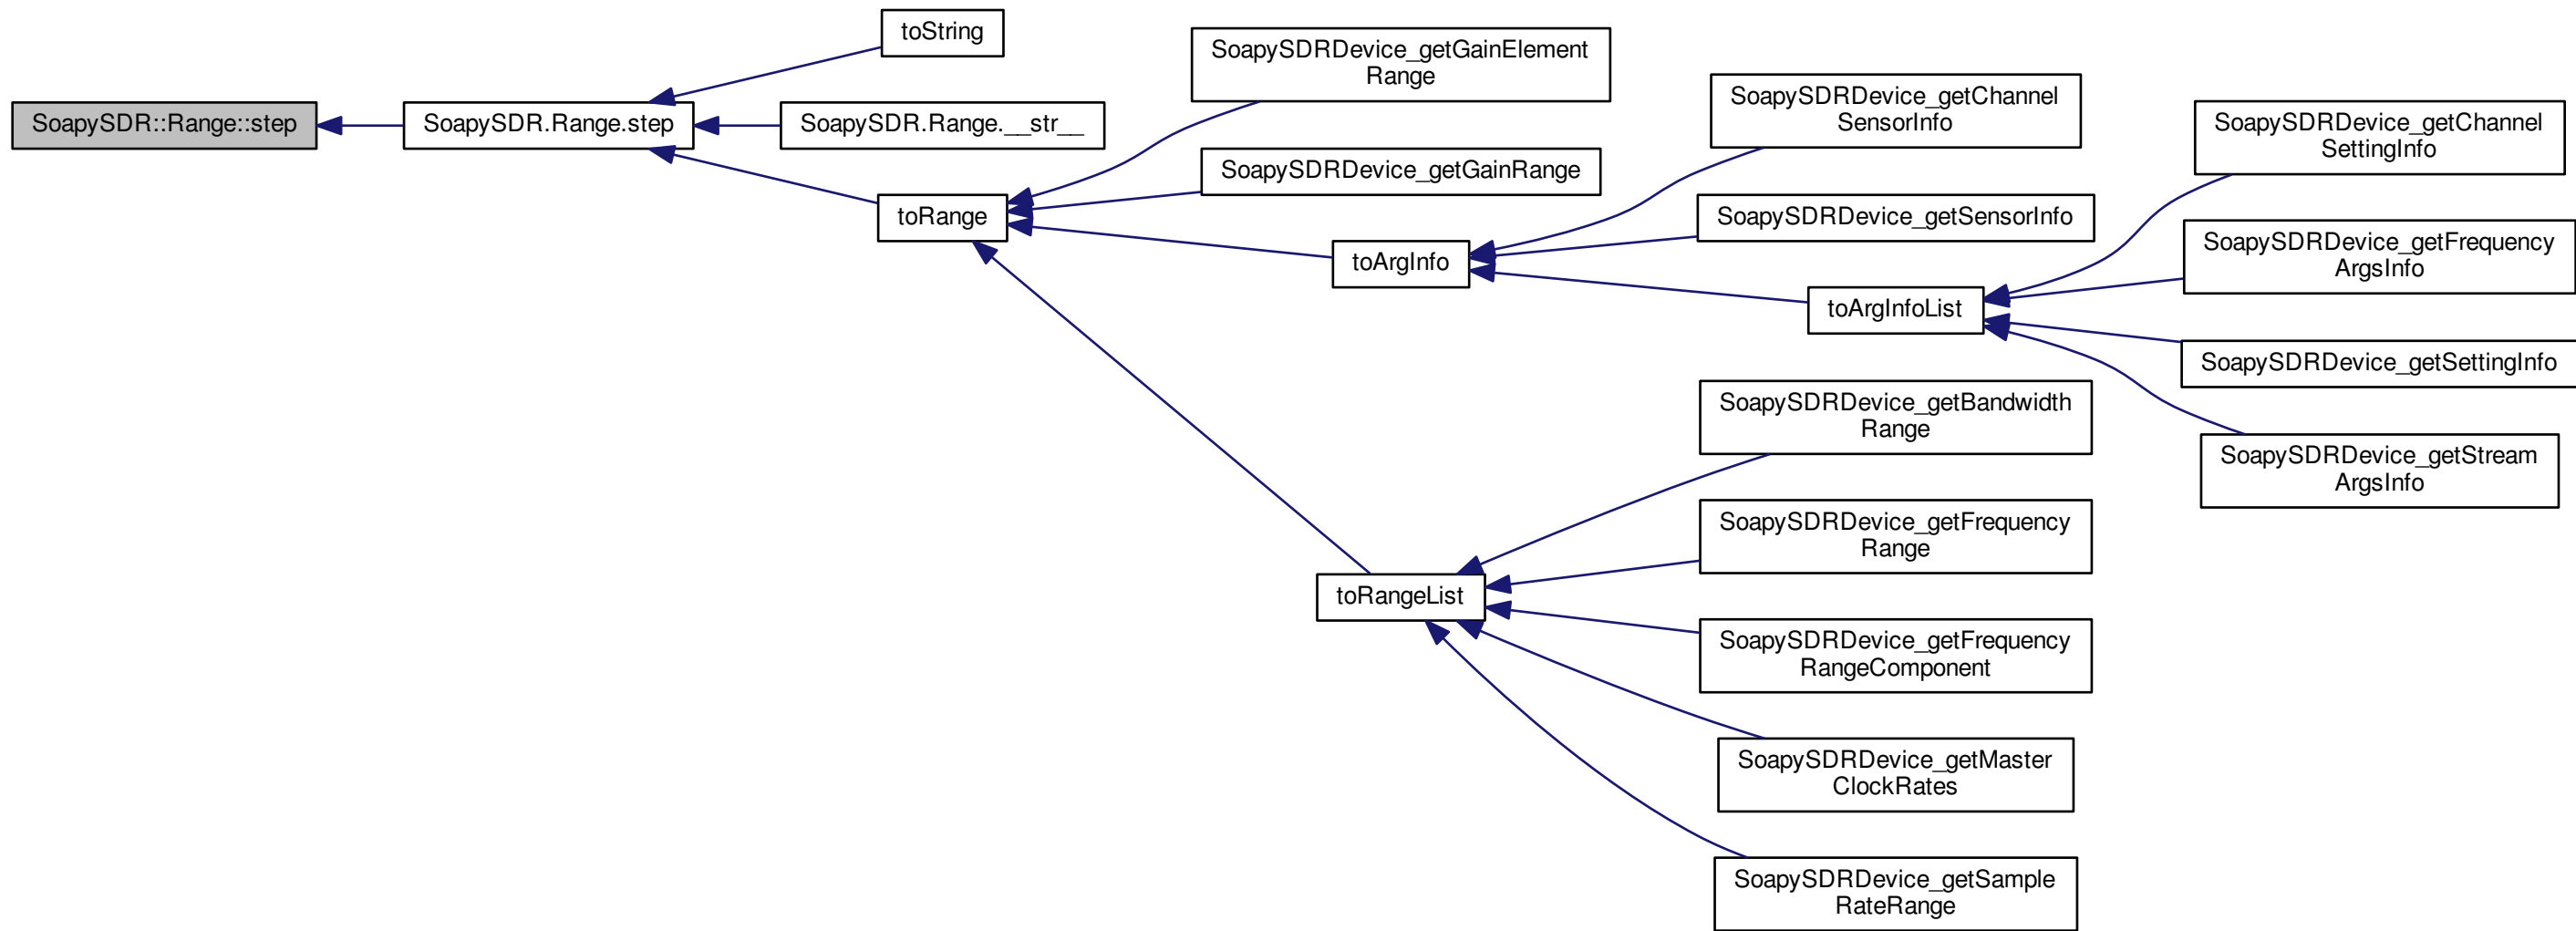 toString
SoapySDR::Range::step
SoapySDR.Range.step
SoapySDR.Range.__str__
toRange
SoapySDRDevice_getGainElement
Range
SoapySDRDevice_getGainRange
toArgInfo
SoapySDRDevice_getChannel
SensorInfo
SoapySDRDevice_getSensorInfo
toArgInfoList
SoapySDRDevice_getChannel
SettingInfo
SoapySDRDevice_getFrequency
ArgsInfo
SoapySDRDevice_getSettingInfo
SoapySDRDevice_getStream
ArgsInfo
toRangeList
SoapySDRDevice_getBandwidth
Range
SoapySDRDevice_getFrequency
Range
SoapySDRDevice_getFrequency
RangeComponent
SoapySDRDevice_getMaster
ClockRates
SoapySDRDevice_getSample
RateRange